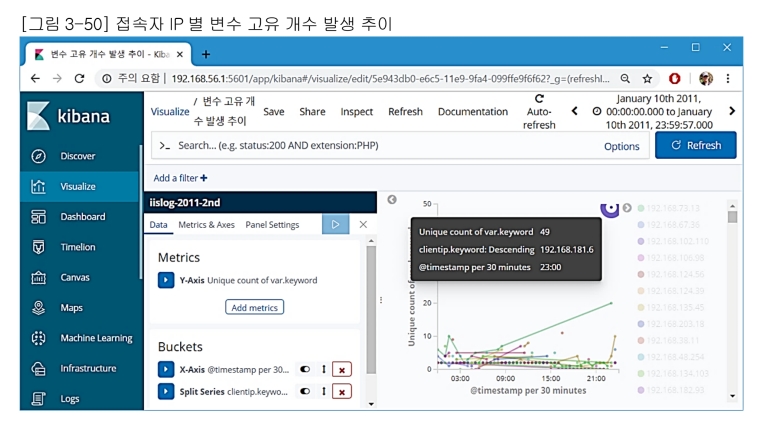 [그림 3-50] 접속자 IP 별 변수 고유 개수 발생 추이
변수 고유 개수 발생 추이 - Kiba
주의 요함 | 192.168.56.1:5601/app/kibana#/visualize/edit/5e943db0-e6c5-11e9-9fa4-099ffe9f6f62?_g=(refreshI...
kibana
Discover
Visualize
Dashboard
Timelion
Canvas
Maps
Machine Learning
Infrastructure
Logs
Visualize / 변수 고유 개
수 발생 추이
Save Share Inspect Refresh Documentation
Auto-
refresh
January
10th 2011,
00:00:00.000 to January
10th 2011, 23:59:57.000
>_ Search... (e.g. status:200 AND extension:PHP)
Options
Refresh
Add a filter +
iislog-2011-2nd
Data Metrics & Axes Panel Settings
Metrics
Y-Axis Unique count of var.keyword
Add metrics
Buckets
X-Axis @timestamp per 30...
Split Series clientip.keywo...
50
Unique count of var.keyword 49
clientip.keyword: Descending 192.168.181.6
@timestamp per 30 minutes 23:00
20
10
0
03:00 09:00 15:00 21:00
@timestamp per 30 minutes
192.168.73.12
192.168.67.35
192.168.102.110
192.168.106.98
192.168.124.56
192.168.124.39
192.168.135.45
192.168.203.18
192.168.38.11
192.168.48.254
192.168.154.103
192.168.182.95